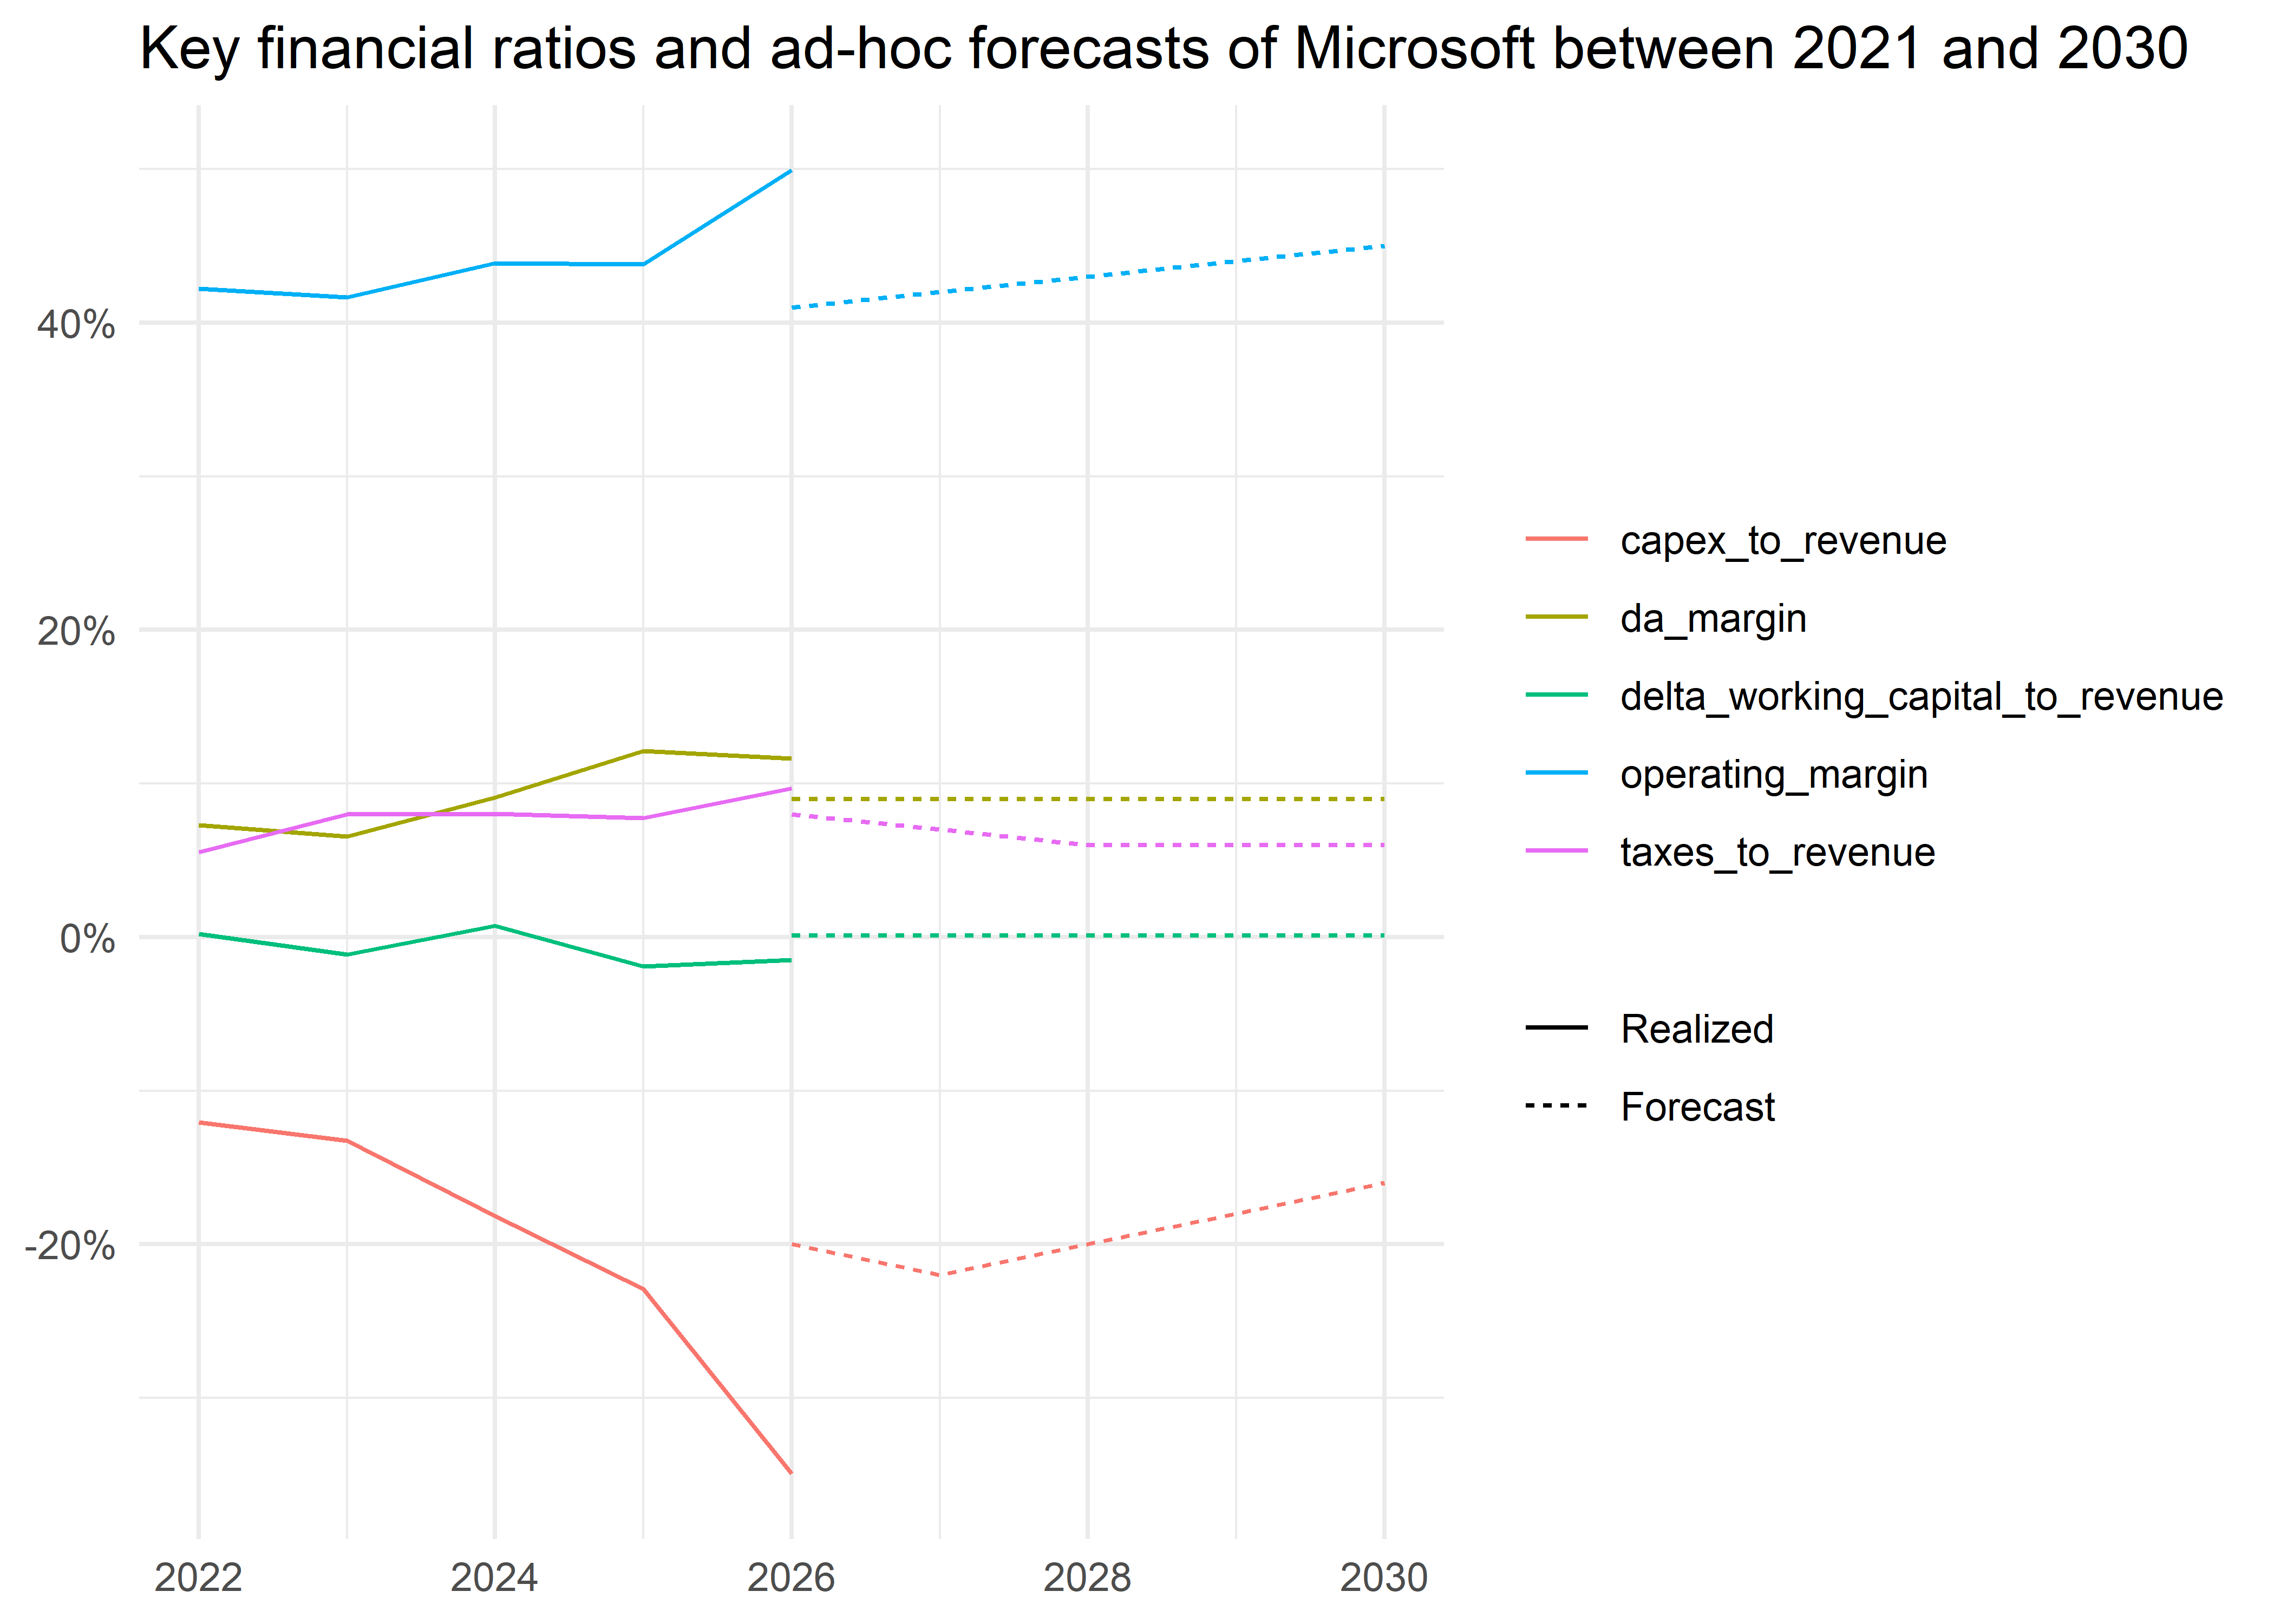 Key financial ratios and ad-hoc forecasts of Microsoft between 2021 and 2030
40%
20%
0%
-20%
2022
2024
2026
2028
2030
capex_to_revenue
da_margin
delta_working_capital_to_revenue
operating_margin
taxes_to_revenue
Realized
Forecast